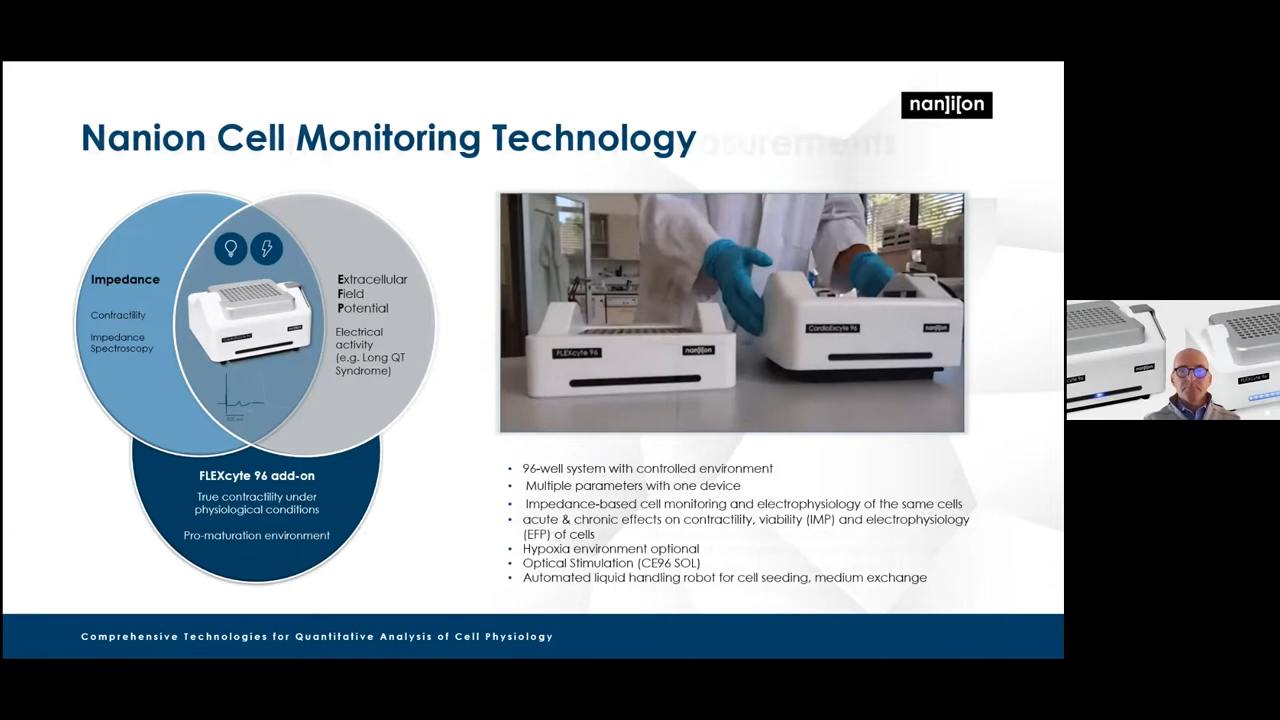 nan]i[on
Nanion Cell Monitoring Technology
asurements
Impedance
Contractility
Impedance
Spectroscopy
Extracellular
Field
Potential
Electrical
activity
(e.g. Long QT
Syndrome)
FLEXcyte 96 add-on
True contractility under
physiological conditions
Pro-maturation environment
FLEXcyte 96
nan]i[on
CardioExcyte 96
nan]i[on
• 96-well system with controlled environment
• Multiple parameters with one device
• Impedance-based cell monitoring and electrophysiology of the same cells
• acute & chronic effects on contractility, viability (IMP) and electrophysiology
(EFP) of cells
• Hypoxia environment optional
• Optical Stimulation (CE96 SOL)
• Automated liquid handling robot for cell seeding, medium exchange
Comprehensive Technologies for Quantitative Analysis of Cell Physiology